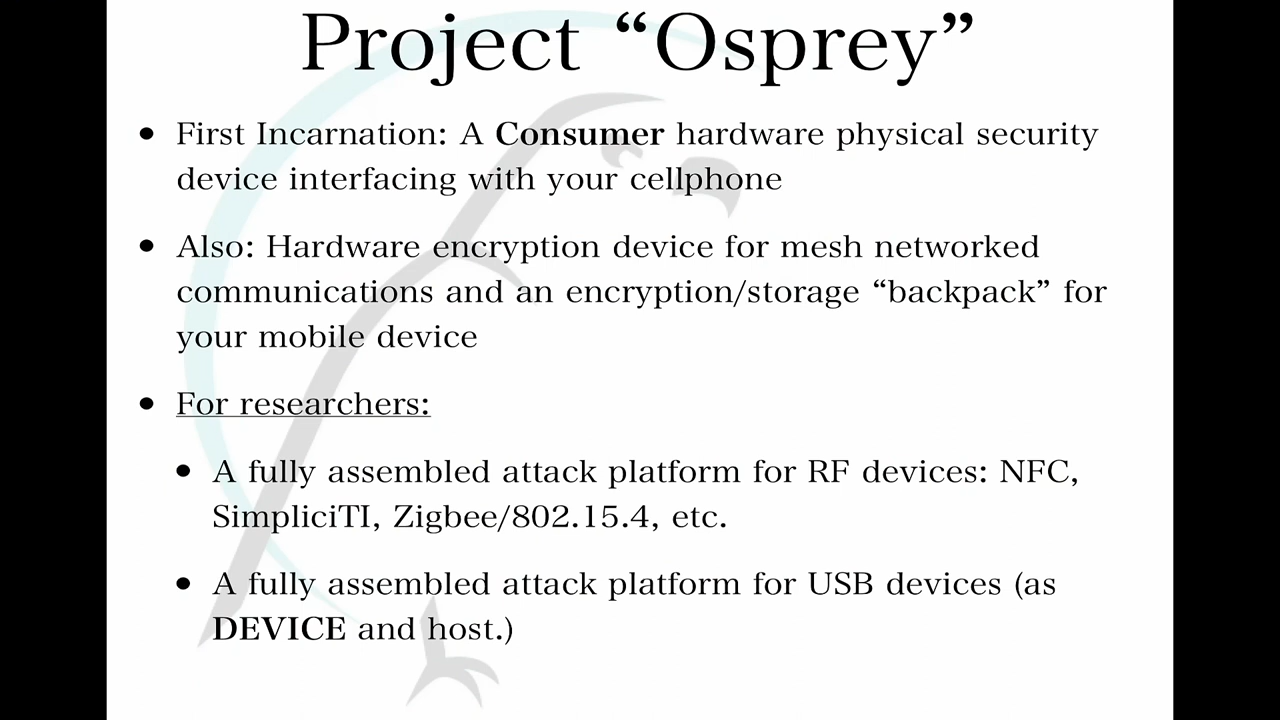 Project “Osprey”
• First Incarnation: A Consumer hardware physical security
device interfacing with your cellphone
• Also: Hardware encryption device for mesh networked
communications and an encryption/storage “backpack” for
your mobile device
• For researchers:
• A fully assembled attack platform for RF devices: NFC,
SimpliciTI, Zigbee/802.15.4, etc.
• A fully assembled attack platform for USB devices (as
DEVICE and host.)